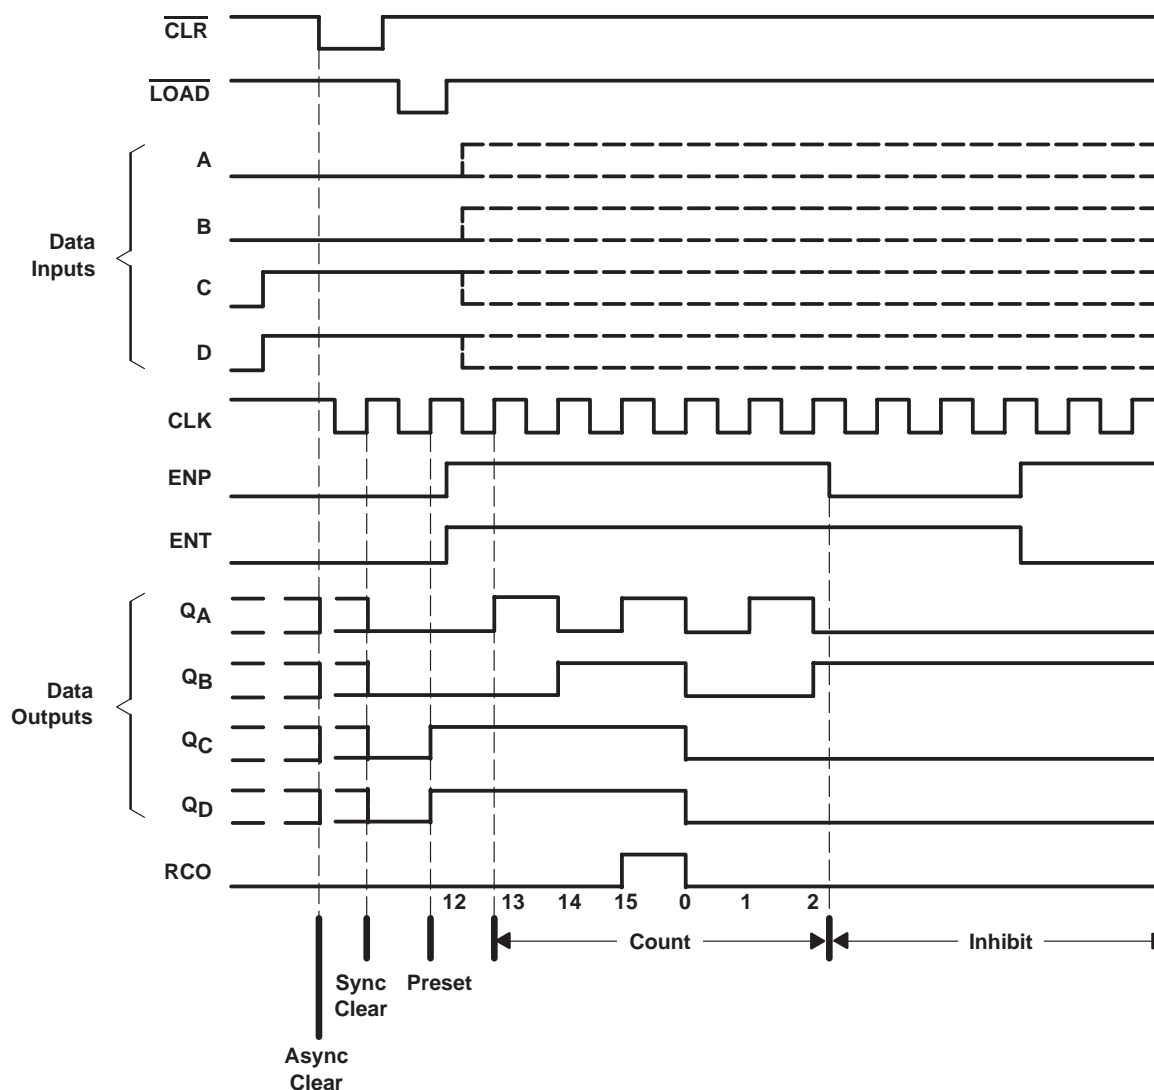 CLR
LOAD
A
B
Data
Inputs
C
D
CLK
ENP
ENT
QA
QB
Data
Outputs
QC
QD
RCO
12 13 14 15 0 1 2
Count Inhibit
Sync
Clear
Preset
Async
Clear